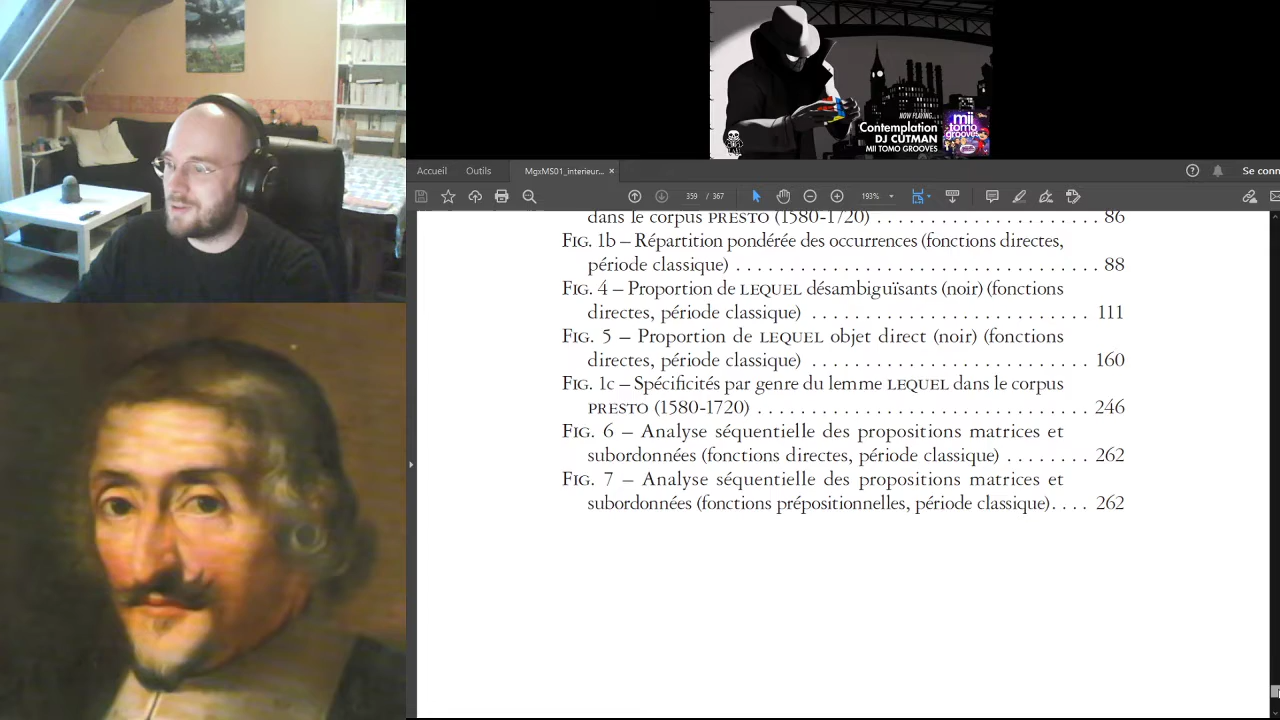 NOW PLAYING...
Contemplation
DJ CUTMAN
MII TOMO GROOVES
mii
tomo
grooves
Accueil
Outils
MgxMS01_interieur...
Se conn
359 / 367
193%
dans le corpus PRESTO (1580-1720) . . . . . . . . . . . . . . . . . . . . . . . . 86
FIG. 1b – Répartition pondérée des occurrences (fonctions directes,
période classique) . . . . . . . . . . . . . . . . . . . . . . . . . . . . . . . . . . . . . 88
FIG. 4 – Proportion de LEQUEL désambiguïsants (noir) (fonctions
directes, période classique) . . . . . . . . . . . . . . . . . . . . . . . . . . 111
FIG. 5 – Proportion de LEQUEL objet direct (noir) (fonctions
directes, période classique) . . . . . . . . . . . . . . . . . . . . . . . . . . 160
FIG. 1c – Spécificités par genre du lemme LEQUEL dans le corpus
PRESTO (1580-1720) . . . . . . . . . . . . . . . . . . . . . . . . . . . . . . . 246
FIG. 6 – Analyse séquentielle des propositions matrices et
subordonnées (fonctions directes, période classique) . . . . . . . . 262
FIG. 7 – Analyse séquentielle des propositions matrices et
subordonnées (fonctions prépositionnelles, période classique). . . . 262